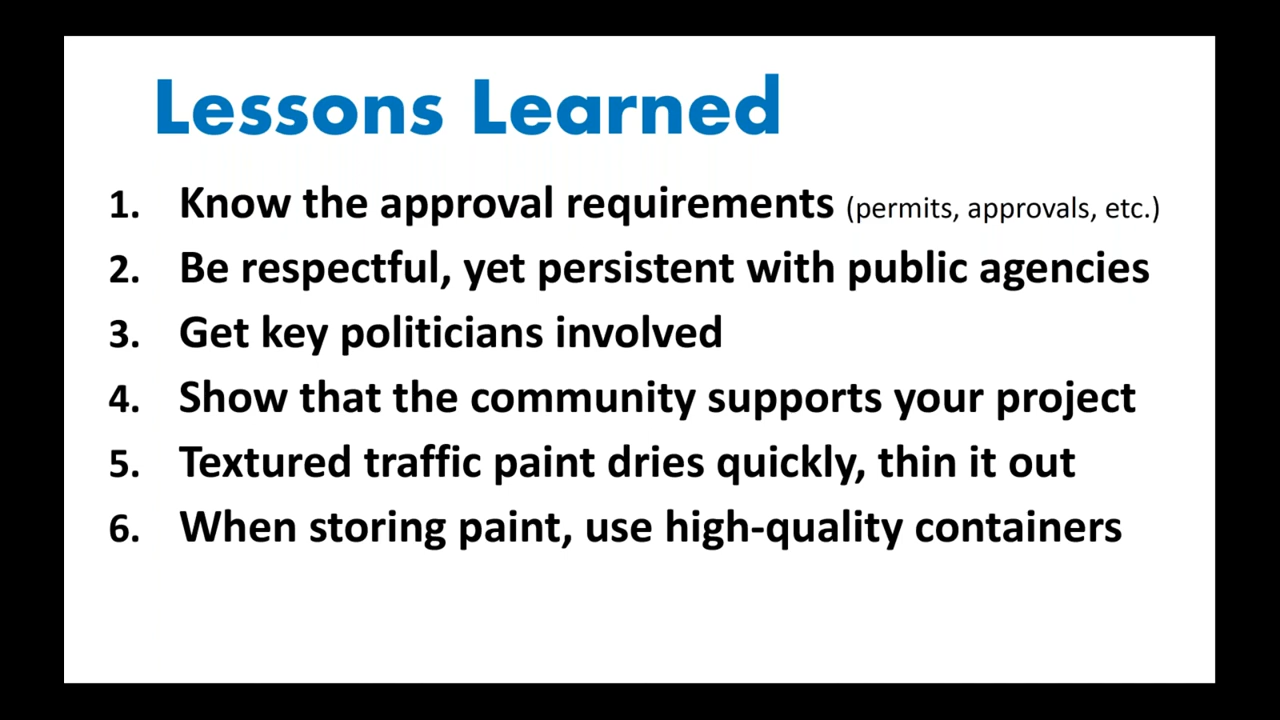 Lessons Learned
1. Know the approval requirements (permits, approvals, etc.)
2. Be respectful, yet persistent with public agencies
3. Get key politicians involved
4. Show that the community supports your project
5. Textured traffic paint dries quickly, thin it out
6. When storing paint, use high-quality containers